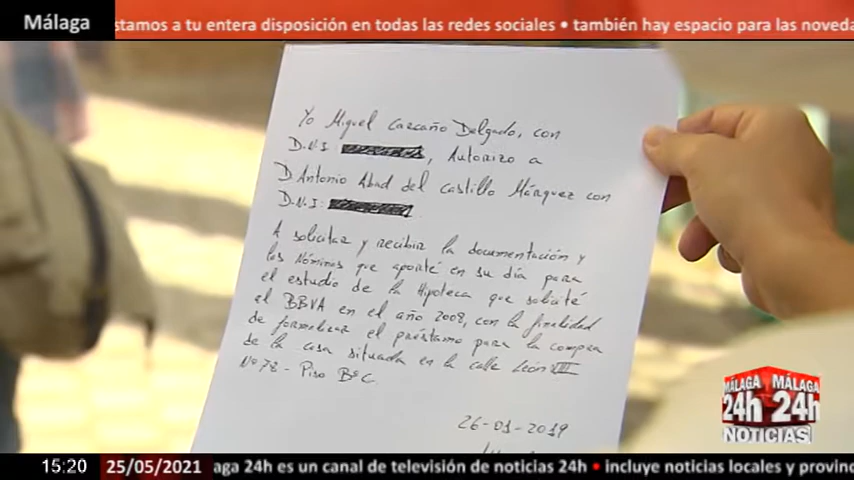 Málaga
stamos a tu entera disposición en todas las redes sociales • también hay espacio para las noveda
Yo Miguel Carcaño Delgado, con
D.N.I , Autorizo a
D Antonio Abad del Castillo Márquez con
D.N.I:
A solicitar y recibir la documentación y
las Nóminas que aporté en su día para
el estudio de la Hipoteca que solicité
al BBVA en el año 2008, con la finalidad
de formalizar el préstamo para la compra
de la casa situada en la calle León XIII
Nº78 - Piso BºC
26-01-2019
MÁLAGA MÁLAGA
24h 24h
NOTICIAS
15:20 25/05/2021 aga 24h es un canal de televisión de noticias 24h • incluye noticias locales y provinc